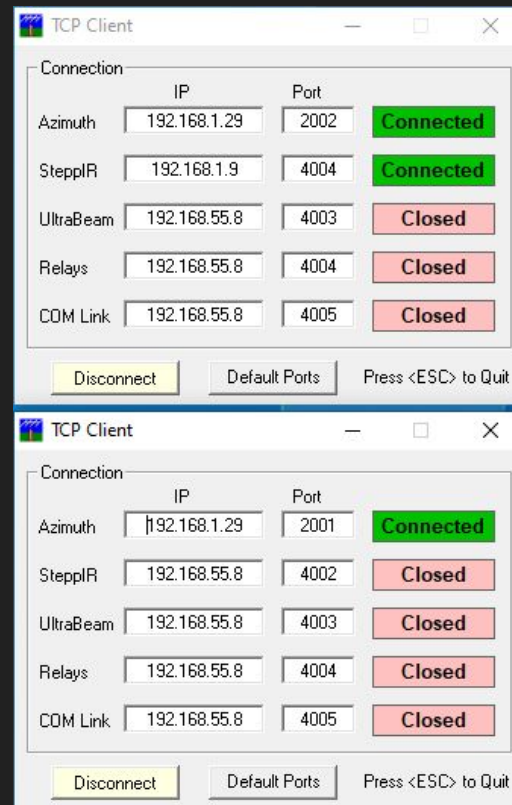 TCP Client
Connection
IP Port
Azimuth 192.168.1.29 2002 Connected
SteppIR 192.168.1.9 4004 Connected
UltraBeam 192.168.55.8 4003 Closed
Relays 192.168.55.8 4004 Closed
COM Link 192.168.55.8 4005 Closed
Disconnect Default Ports Press <ESC> to Quit
TCP Client
Connection
IP Port
Azimuth 192.168.1.29 2001 Connected
SteppIR 192.168.55.8 4002 Closed
UltraBeam 192.168.55.8 4003 Closed
Relays 192.168.55.8 4004 Closed
COM Link 192.168.55.8 4005 Closed
Disconnect Default Ports Press <ESC> to Quit